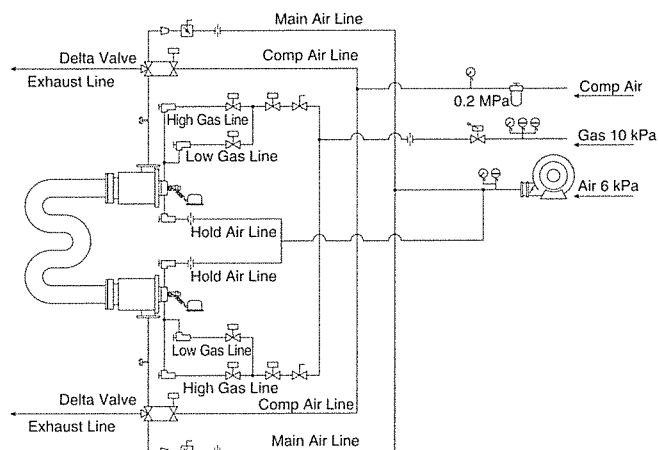 Main Air Line
Delta Valve
Comp Air Line
Exhaust Line
Comp Air
0.2 MPa
High Gas Line
Gas 10 kPa
Low Gas Line
Air 6 kPa
Hold Air Line
Hold Air Line
Low Gas Line
High Gas Line
Delta Valve
Comp Air Line
Exhaust Line
Main Air Line